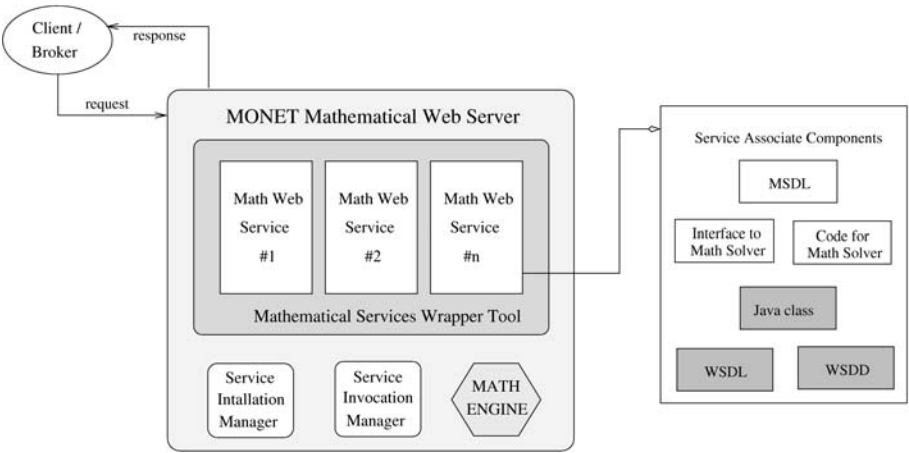 Client /
Broker
response
request
MONET Mathematical Web Server
Math Web
Service
#1
Math Web
Service
#2
Math Web
Service
#n
Mathematical Services Wrapper Tool
Service
Intallation
Manager
Service
Invocation
Manager
MATH
ENGINE
Service Associate Components
MSDL
Interface to
Math Solver
Code for
Math Solver
Java class
WSDL
WSDD